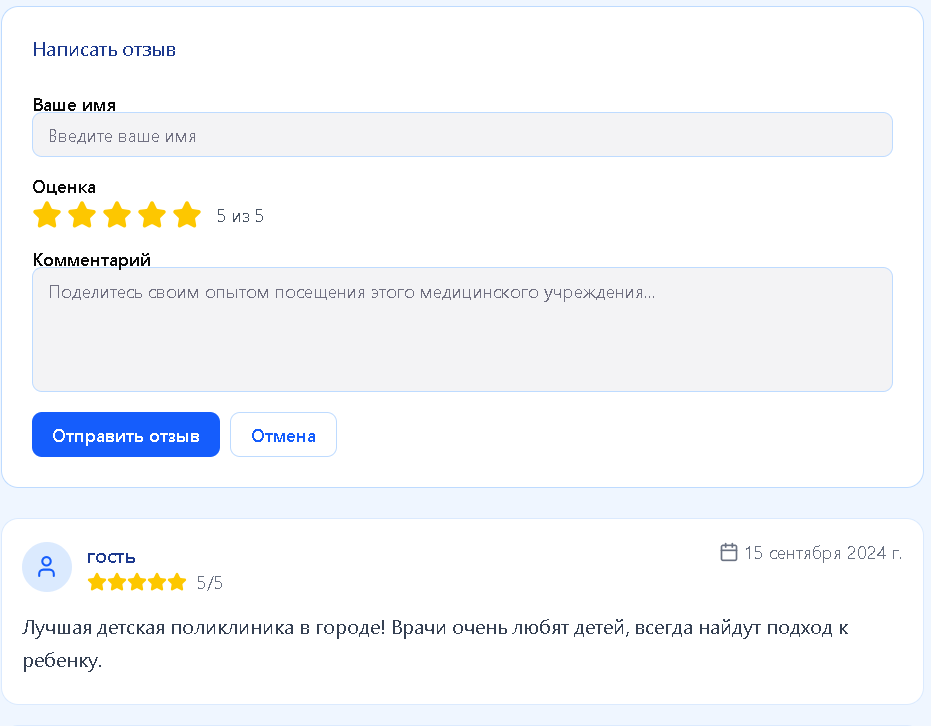 Написать отзыв
Ваше имя
Введите ваше имя
Оценка
5 из 5
Комментарий
Поделитесь своим опытом посещения этого медицинского учреждения...
Отправить отзыв
Отмена
гость
15 сентября 2024 г.
5/5
Лучшая детская поликлиника в городе! Врачи очень любят детей, всегда найдут подход к
ребенку.